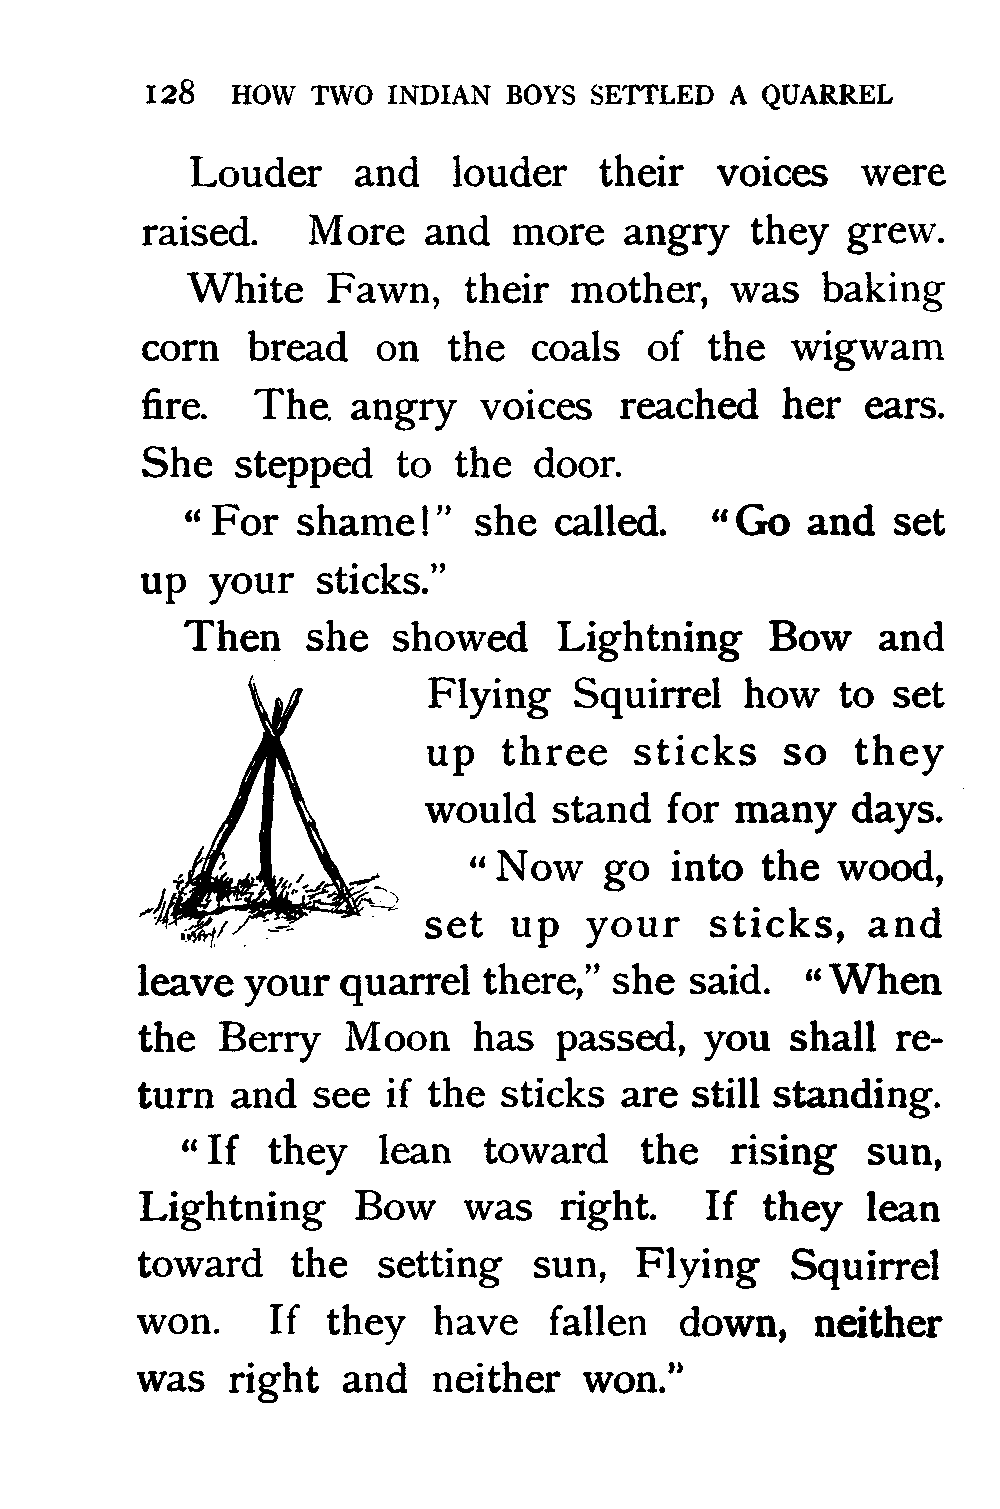 128 HOW TWO INDIAN BOYS SETTLED A QUARREL
Louder and louder their voices were
raised. More and more angry they grew.
White Fawn, their mother, was baking
corn bread on the coals of the wigwam
fire. The angry voices reached her ears.
She stepped to the door.
“For shame!” she called. “Go and set
up your sticks.”
Then she showed Lightning Bow and
Flying Squirrel how to set
up three sticks so they
would stand for many days.
“Now go into the wood,
set up your sticks, and
leave your quarrel there,” she said. “When
the Berry Moon has passed, you shall re-
turn and see if the sticks are still standing.
“If they lean toward the rising sun,
Lightning Bow was right. If they lean
toward the setting sun, Flying Squirrel
won. If they have fallen down, neither
was right and neither won.”